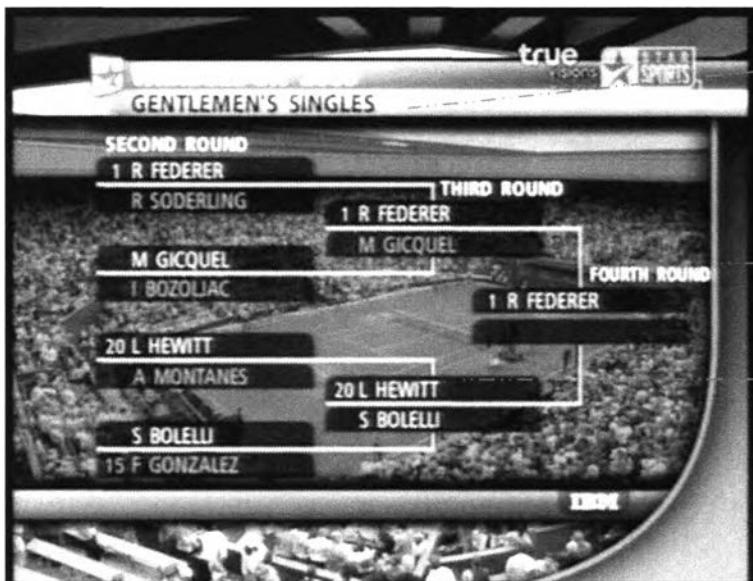 true
visions
STAR
SPORTS
GENTLEMEN'S SINGLES
SECOND ROUND
1 R FEDERER
R SODERLING
M GICQUEL
I BOZOLJAC
20 L HEWITT
A MONTANES
S BOLELLI
15 F GONZALEZ
THIRD ROUND
1 R FEDERER
M GICQUEL
20 L HEWITT
S BOLELLI
FOURTH ROUND
1 R FEDERER
IBM